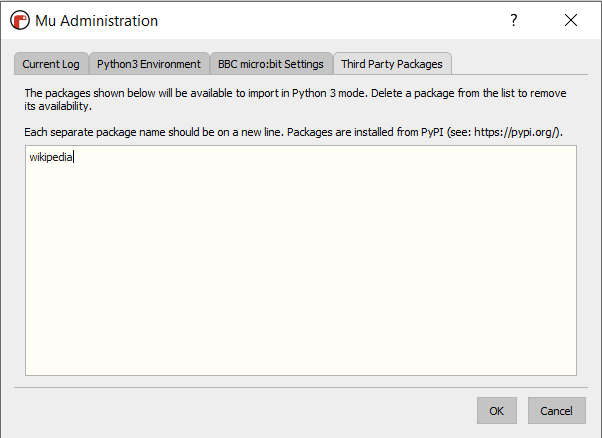 Mu Administration
?
Current Log Python3 Environment BBC micro:bit Settings Third Party Packages
The packages shown below will be available to import in Python 3 mode. Delete a package from the list to remove
its availability.
Each separate package name should be on a new line. Packages are installed from PyPI (see: https://pypi.org/).
wikipedia
OK Cancel